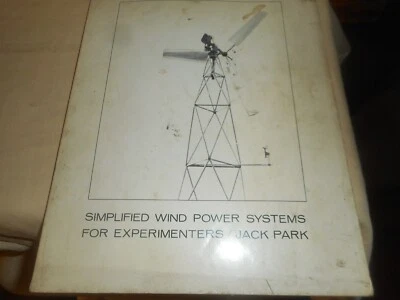 SIMPLIFIED WIND POWER SYSTEMS
FOR EXPERIMENTERS/JACK PARK